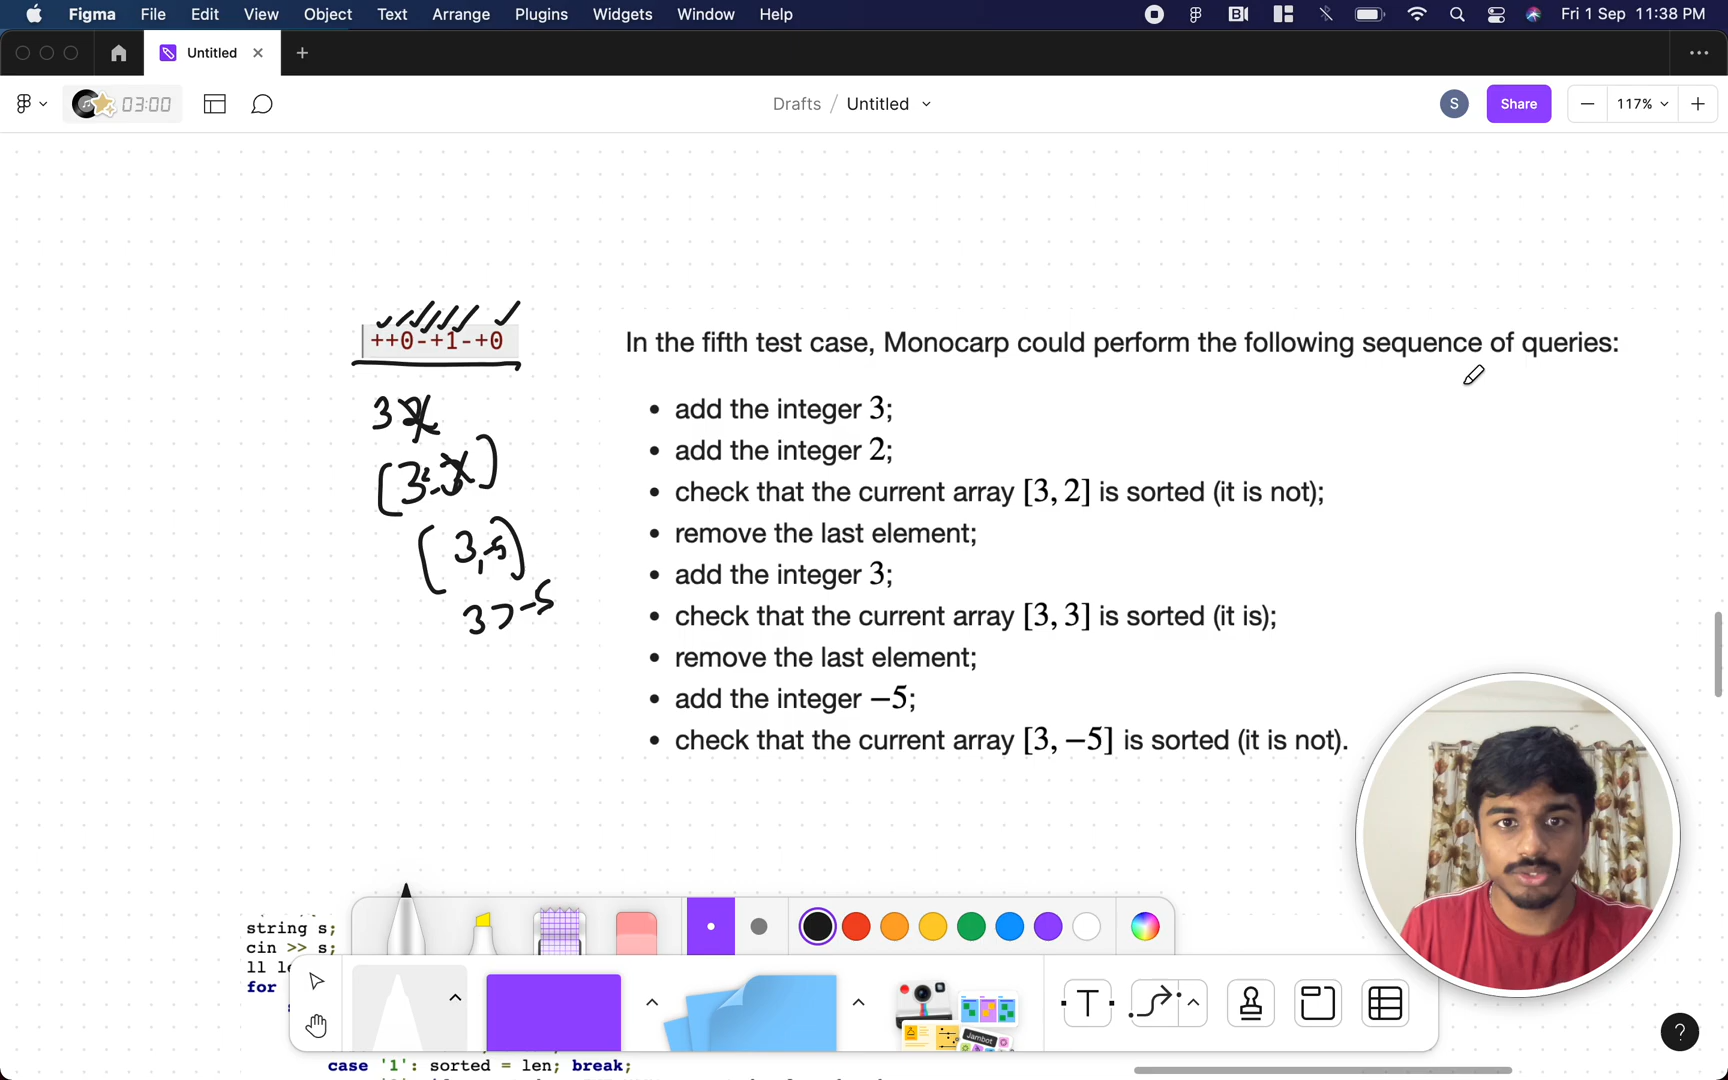 Figma File Edit View Object Text Arrange Plugins Widgets Window Help Fri 1 Sep 11:38 PM
Untitled
03:00 Drafts / Untitled S Share 117%
++0-+1-+0
In the fifth test case, Monocarp could perform the following sequence of queries:
• add the integer 3;
• add the integer 2;
• check that the current array [3, 2] is sorted (it is not);
• remove the last element;
• add the integer 3;
• check that the current array [3, 3] is sorted (it is);
• remove the last element;
• add the integer −5;
• check that the current array [3, −5] is sorted (it is not).
3
[3
(3,-5)
3>-5
string s;
cin >> s;
for
case '1': sorted = len; break;
T
Jambot
?